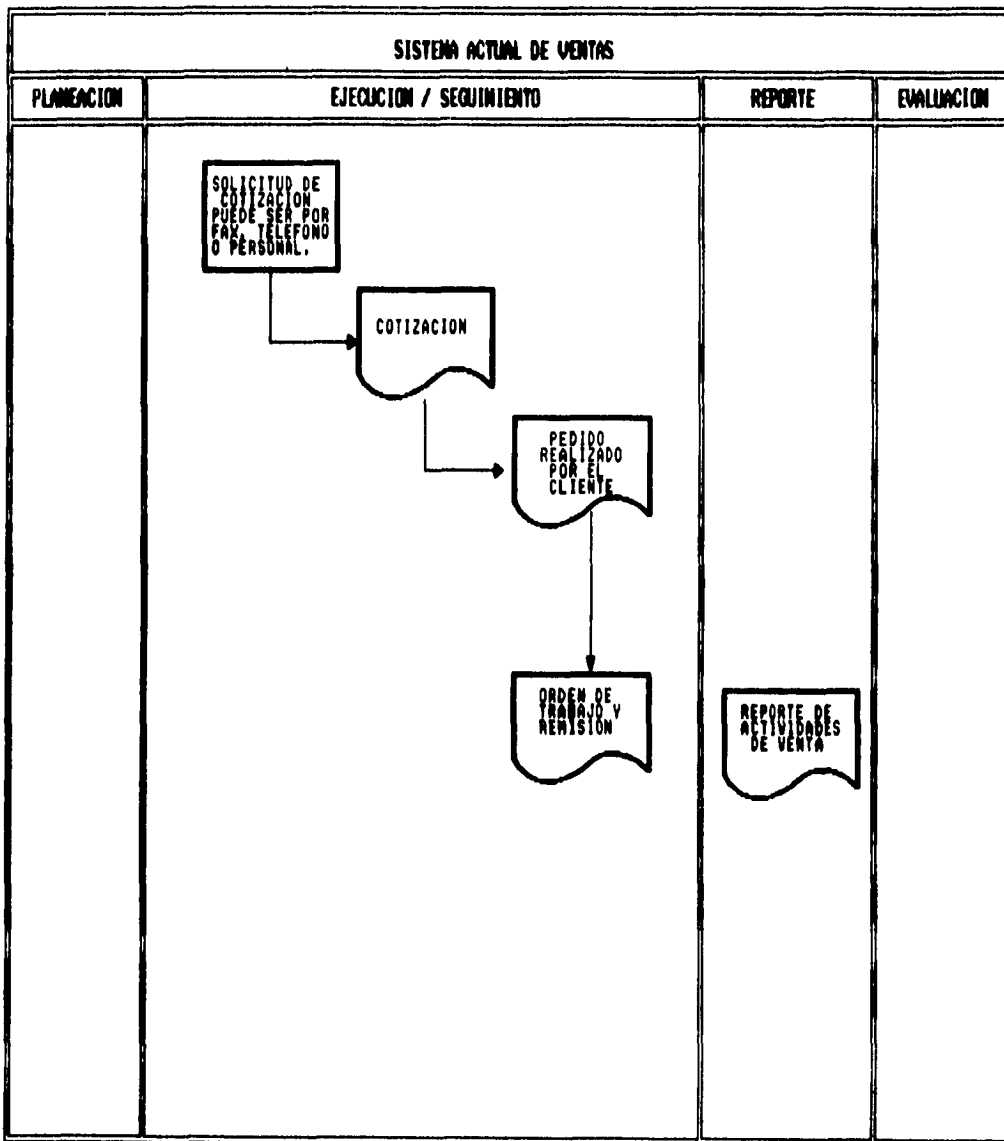 SISTEMA ACTUAL DE VENTAS
PLANEACION
EJECUCION / SEGUIMIENTO
REPORTE
EVALUACION
SOLICITUD DE
COTIZACION
PUEDE SER POR
FAX, TELEFONO
O PERSONAL.
COTIZACION
PEDIDO
REALIZADO
POR EL
CLIENTE
ORDEN DE
TRABAJO Y
REMISION
REPORTE DE
ACTIVIDADES
DE VENTA